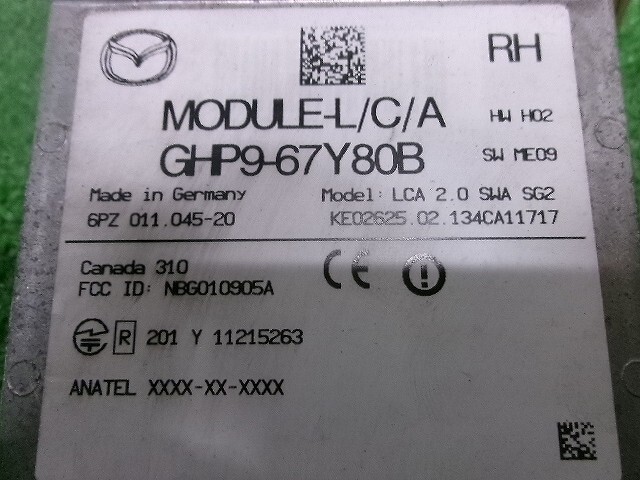 RH
MODULE-L/C/A HW H02
GHP9-67Y80B SW ME09
Made in Germany Model: LCA 2.0 SWA SG2
6PZ 011.045-20 KE02625.02.134CA11717
Canada 310
FCC ID: NBG010905A
R 201 Y 11215263
ANATEL XXXX-XX-XXXX